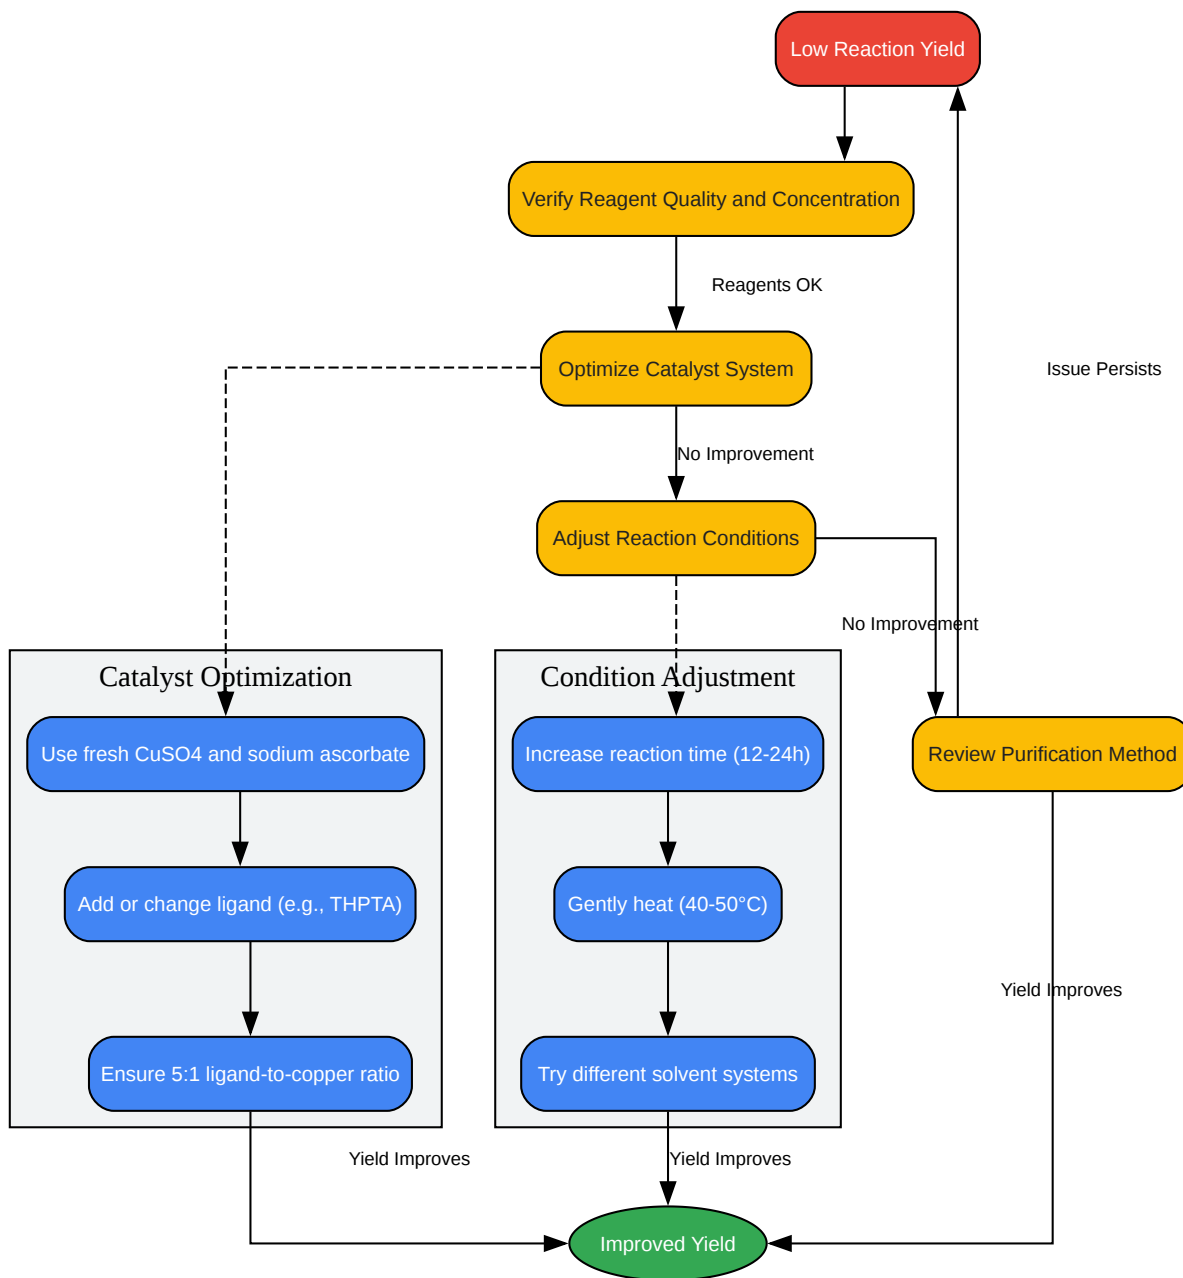 Low Reaction Yield
Verify Reagent Quality and Concentration
Reagents OK
Optimize Catalyst System
Issue Persists
No Improvement
Adjust Reaction Conditions
No Improvement
Catalyst Optimization
Condition Adjustment
Use fresh CuSO4 and sodium ascorbate
Increase reaction time (12-24h)
Review Purification Method
Add or change ligand (e.g., THPTA)
Gently heat (40-50°C)
Yield Improves
Ensure 5:1 ligand-to-copper ratio
Try different solvent systems
Yield Improves
Yield Improves
Improved Yield